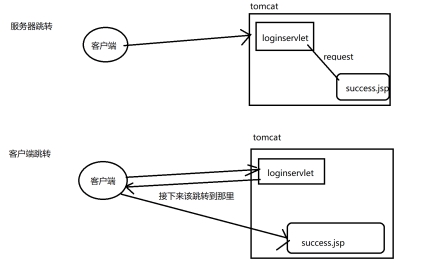 tomcat
服务器跳转
客户端
loginservlet
request
success.jsp
tomcat
客户端跳转
客户端
loginservlet
接下来该跳转到那里
success.jsp